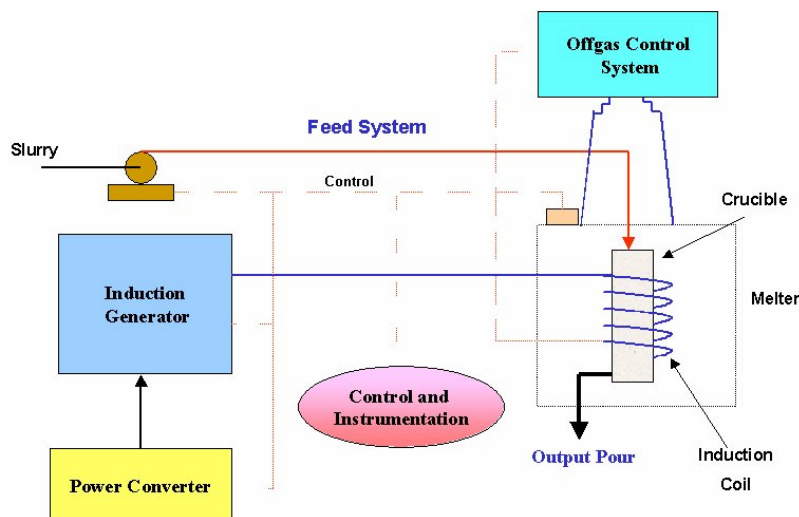 Offgas Control
System
Feed System
Slurry
Control
Crucible
Induction
Generator
Melter
Control and
Instrumentation
Output Pour
Induction
Coil
Power Converter